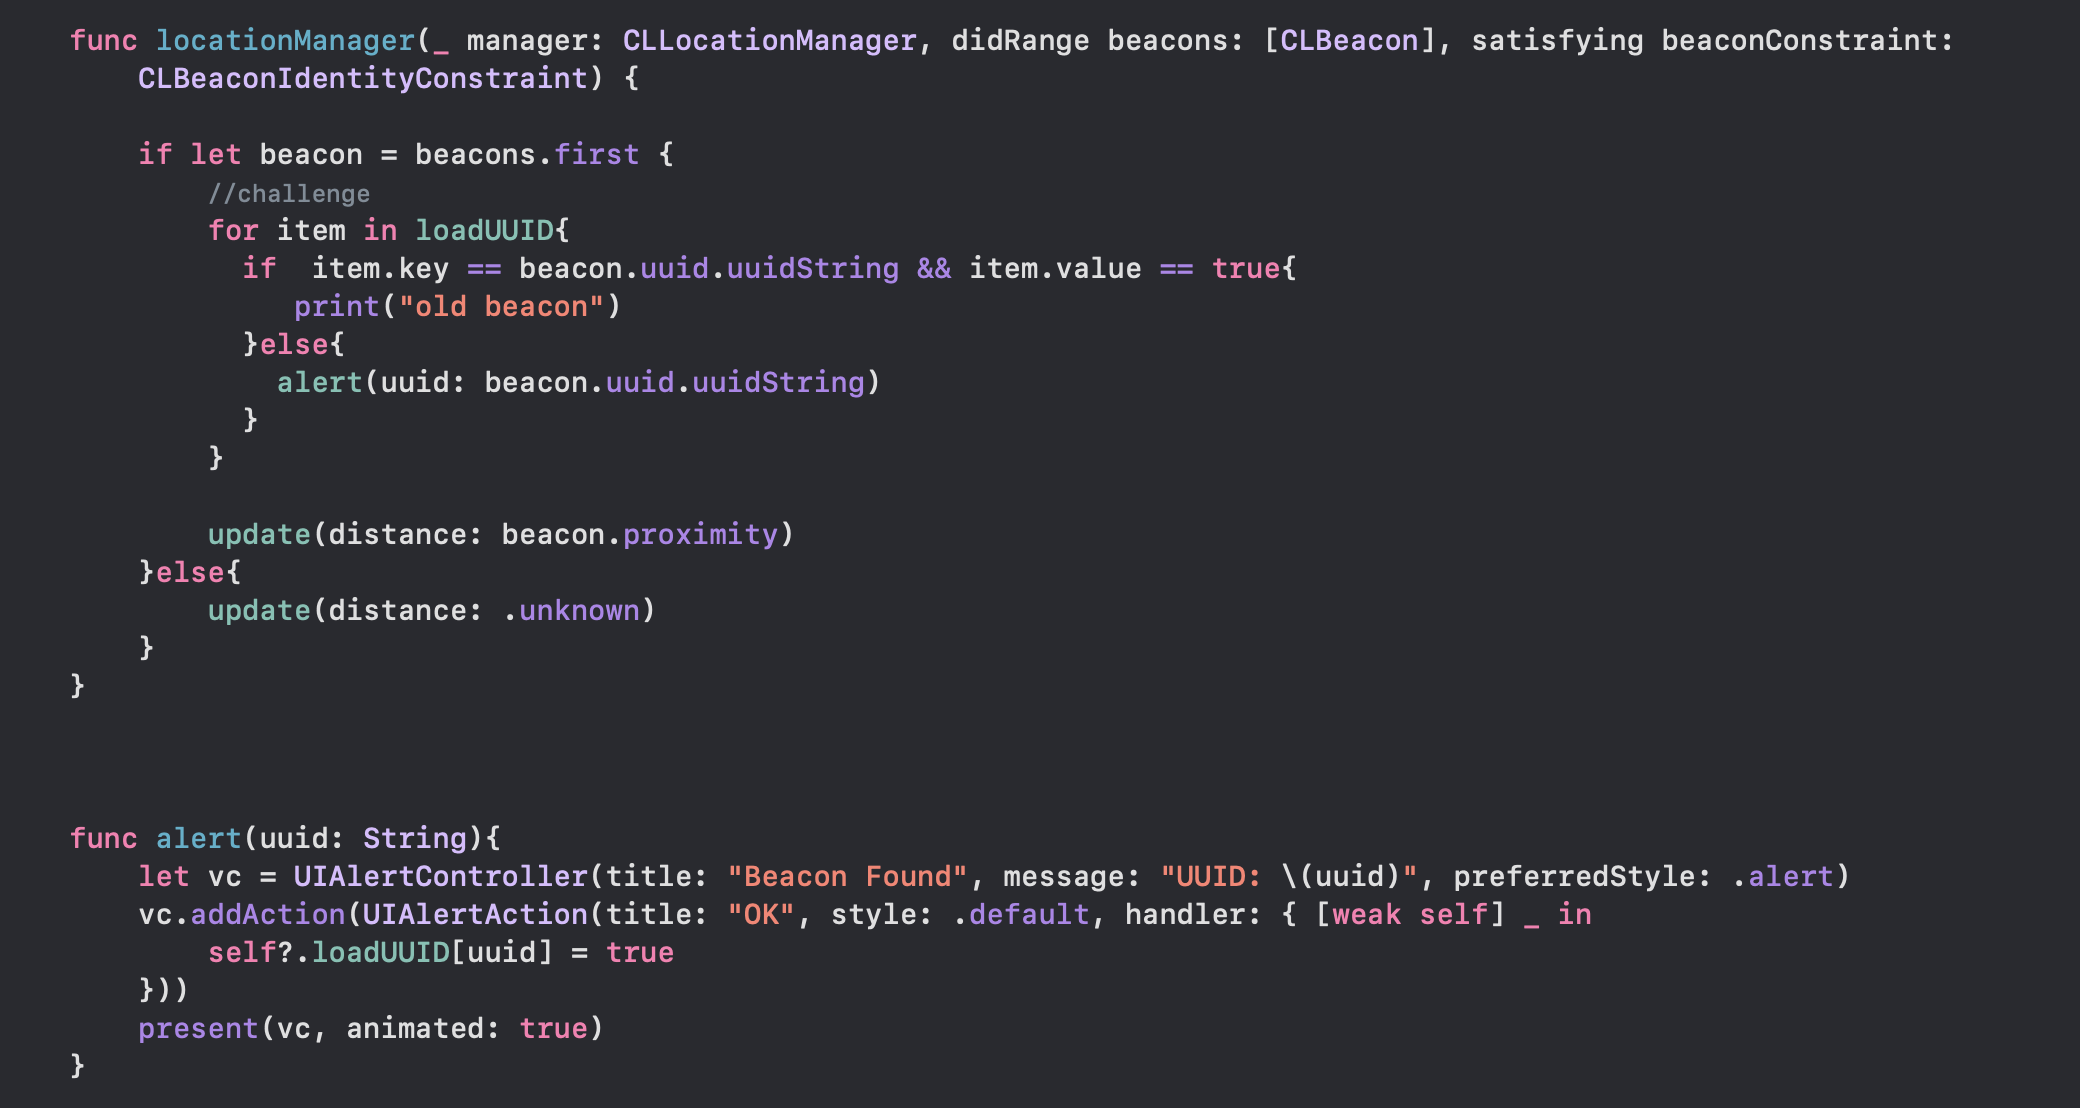 func locationManager(_ manager: CLLocationManager, didRange beacons: [CLBeacon], satisfying beaconConstraint:
    CLBeaconIdentityConstraint) {

    if let beacon = beacons.first {
        //challenge
        for item in loadUUID{
          if  item.key == beacon.uuid.uuidString && item.value == true{
             print("old beacon")
          }else{
            alert(uuid: beacon.uuid.uuidString)
          }
        }

        update(distance: beacon.proximity)
    }else{
        update(distance: .unknown)
    }
}

func alert(uuid: String){
    let vc = UIAlertController(title: "Beacon Found", message: "UUID: \(uuid)", preferredStyle: .alert)
    vc.addAction(UIAlertAction(title: "OK", style: .default, handler: { [weak self] _ in
        self?.loadUUID[uuid] = true
    }))
    present(vc, animated: true)
}